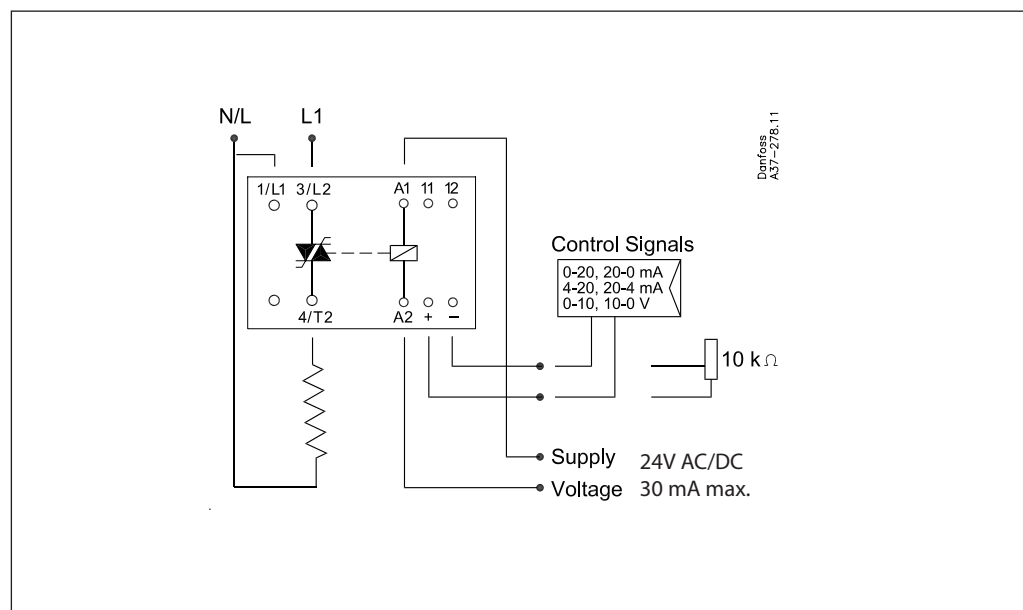 N/L L1
Danfoss
A37-278.11
1/L1 3/L2 A1 11 12
Control Signals
0-20, 20-0 mA
4-20, 20-4 mA
0-10, 10-0 V
4/T2 A2 + −
10 kΩ
Supply 24V AC/DC
Voltage 30 mA max.